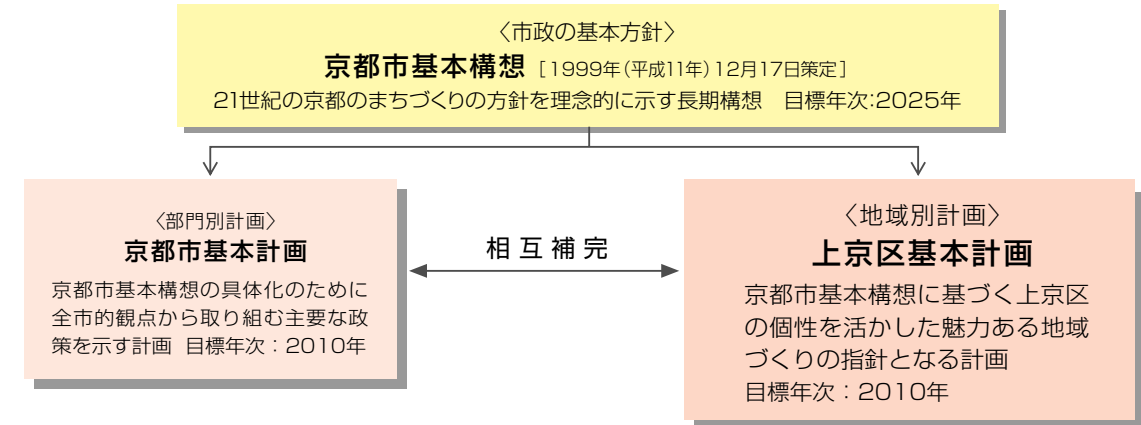 〈市政の基本方針〉
京都市基本構想［1999年（平成11年）12月17日策定］
21世紀の京都のまちづくりの方針を理念的に示す長期構想　目標年次：2025年
〈部門別計画〉
京都市基本計画
京都市基本構想の具体化のために
全市的観点から取り組む主要な政
策を示す計画 目標年次：2010年
相互補完
〈地域別計画〉
上京区基本計画
京都市基本構想に基づく上京区
の個性を活かした魅力ある地域
づくりの指針となる計画
目標年次：2010年